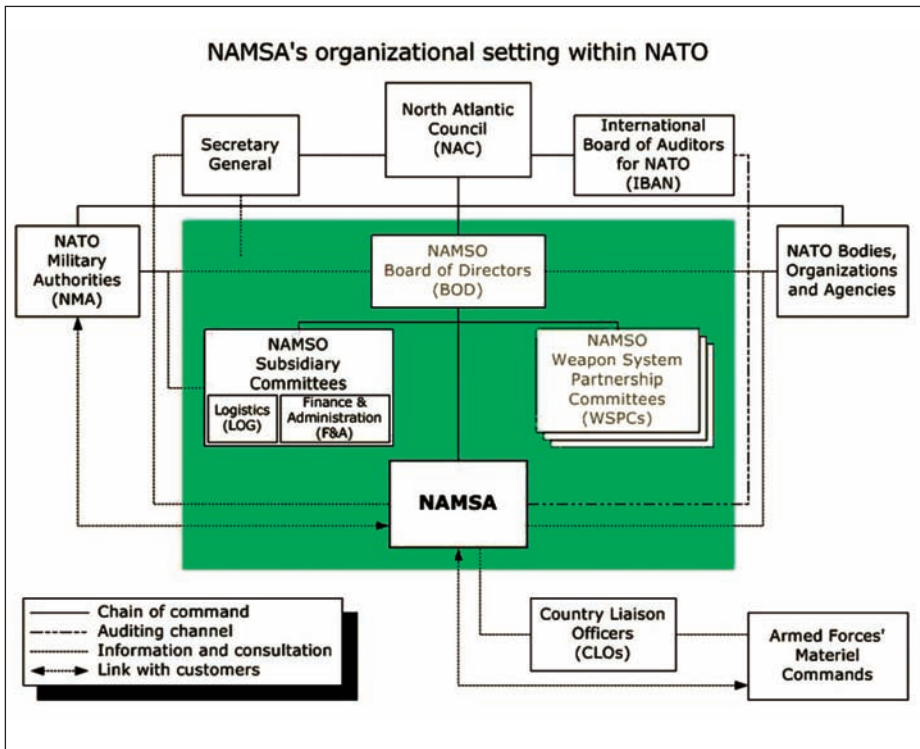 NAMSA's organizational setting within NATO
North Atlantic
Council
(NAC)
Secretary
General
International
Board of Auditors
for NATO
(IBAN)
NATO
Military
Authorities
(NMA)
NAMSO
Board of Directors
(BOD)
NATO Bodies,
Organizations
and Agencies
NAMSO
Subsidiary
Committees
Logistics
(LOG)
Finance &
Administration
(F&A)
NAMSO
Weapon System
Partnership
Committees
(WSPCs)
NAMSA
Chain of command
Auditing channel
Information and consultation
Link with customers
Country Liaison
Officers
(CLOs)
Armed Forces'
Materiel
Commands